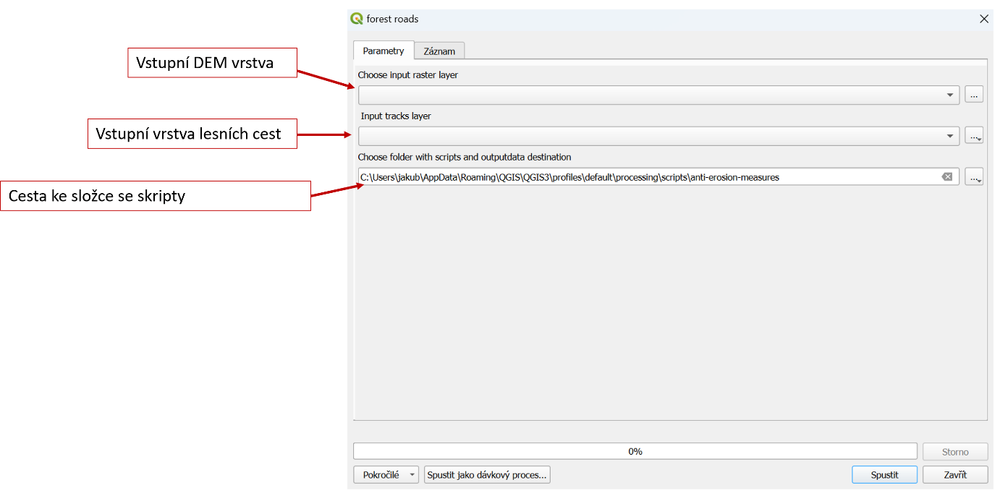 forest roads
Parametry
Záznam
Vstupní DEM vrstva
Choose input raster layer
...
Input tracks layer
Vstupní vrstva lesních cest
...
Choose folder with scripts and outputdata destination
C:\Users\jakub\AppData\Roaming\QGIS\QGIS3\profiles\default\processing\scripts\anti-erosion-measures
...
Cesta ke složce se skripty
0%
Storno
Pokročilé
Spustit jako dávkový proces...
Spustit
Zavřít